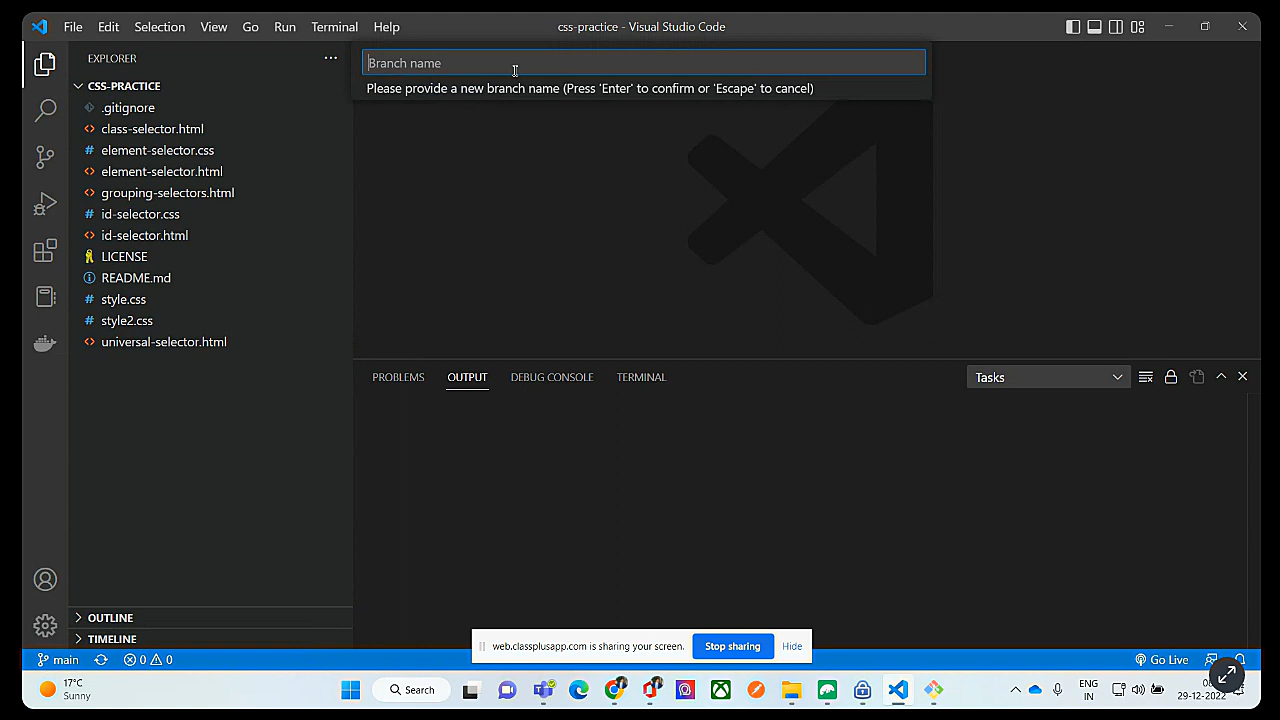 File Edit Selection View Go Run Terminal Help
css-practice - Visual Studio Code
EXPLORER
Branch name
Please provide a new branch name (Press 'Enter' to confirm or 'Escape' to cancel)
CSS-PRACTICE
.gitignore
class-selector.html
element-selector.css
element-selector.html
grouping-selectors.html
id-selector.css
id-selector.html
LICENSE
README.md
style.css
style2.css
universal-selector.html
PROBLEMS OUTPUT DEBUG CONSOLE TERMINAL
Tasks
OUTLINE
TIMELINE
web.classplusapp.com is sharing your screen. Stop sharing Hide
main 0 0
Go Live
17°C
Sunny
Search
ENG
IN
29-12-2022